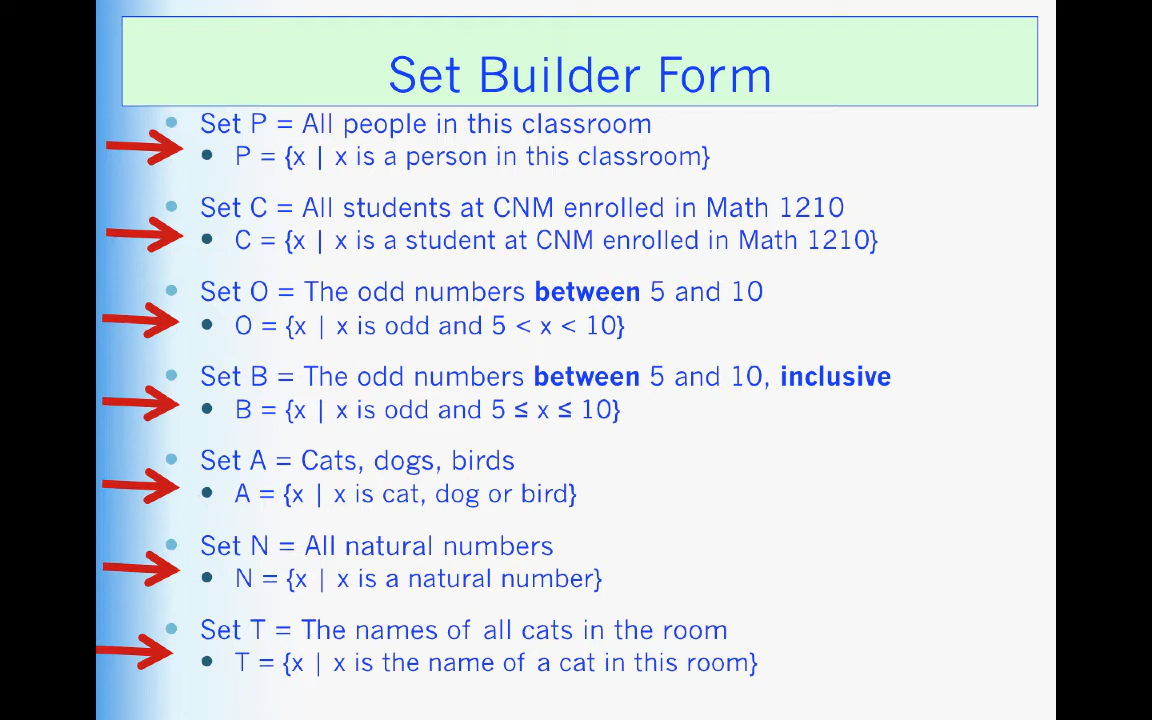 Set Builder Form
• Set P = All people in this classroom
• P = {x | x is a person in this classroom}
• Set C = All students at CNM enrolled in Math 1210
• C = {x | x is a student at CNM enrolled in Math 1210}
• Set O = The odd numbers between 5 and 10
• O = {x | x is odd and 5 < x < 10}
• Set B = The odd numbers between 5 and 10, inclusive
• B = {x | x is odd and 5 ≤ x ≤ 10}
• Set A = Cats, dogs, birds
• A = {x | x is cat, dog or bird}
• Set N = All natural numbers
• N = {x | x is a natural number}
• Set T = The names of all cats in the room
• T = {x | x is the name of a cat in this room}